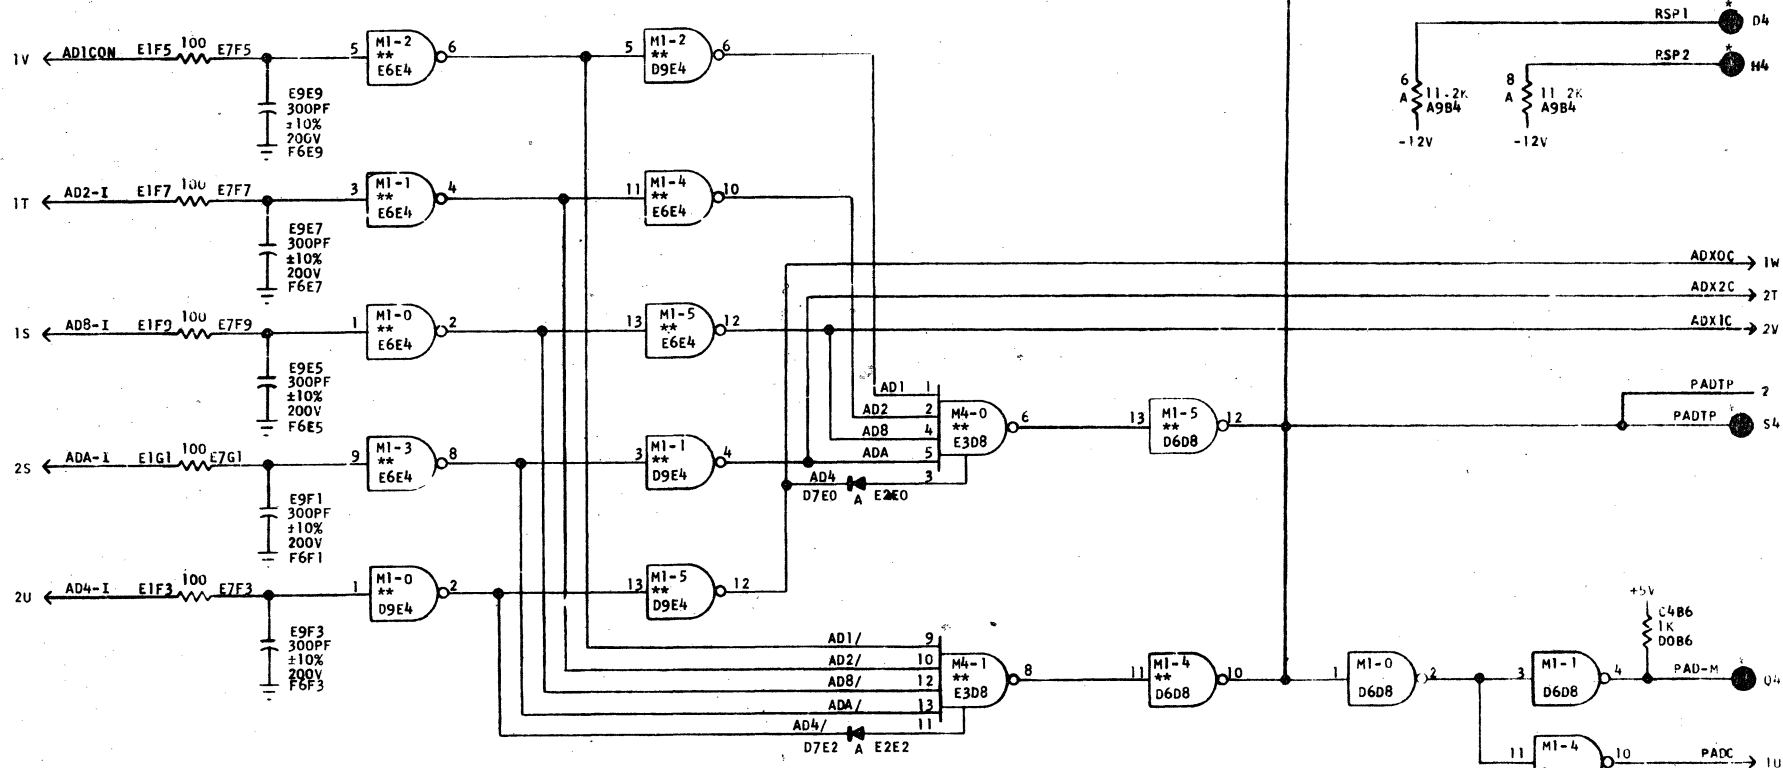 RSP1 * D4
RSP2 * H4
6 A 11.2K A9B4 -12V
8 A 11.2K A9B4 -12V
1V AD1CON E1F5 100 E7F5 5 M1-2 ** E6E4 6 5 M1-2 ** D9E4 6
E9E9
300PF
±10%
200V
F6E9
1T AD2-I E1F7 100 E7F7 3 M1-1 ** E6E4 4 11 M1-4 ** E6E4 10
E9E7
300PF
±10%
200V
F6E7
ADX0C 1W
ADX2C 2T
1S AD8-I E1F9 100 E7F9 1 M1-0 ** E6E4 2 13 M1-5 ** E6E4 12 ADX1C 2V
E9E5
300PF
±10%
200V
F6E5
AD1 1
AD2 2
AD8 4
ADA 5
AD4 3
D7E0 A
M4-0 ** E3D8 6 13 M1-5 ** D6D8 12
PADTP 2
PADTP S4
2S ADA-I E1G1 100 E7G1 9 M1-3 ** E6E4 8 3 M1-1 ** D9E4 4
E9F1
300PF
±10%
200V
F6F1
2U AD4-I E1F3 100 E7F3 1 M1-0 ** D9E4 2 13 M1-5 ** D9E4 12
E9F3
300PF
±10%
200V
F6F3
AD1/ 9
AD2/ 10
AD8/ 12
ADA/ 13
AD4/ 11
D7E2 A E2E2
M4-1 ** E3D8 8 11 M1-4 ** D6D8 10 1 M1-0 D6D8 2 3 M1-1 D6D8 4 PAD-M
+5V
C4B6
1K
D0B6
11 M1-4 10 PADC 1U